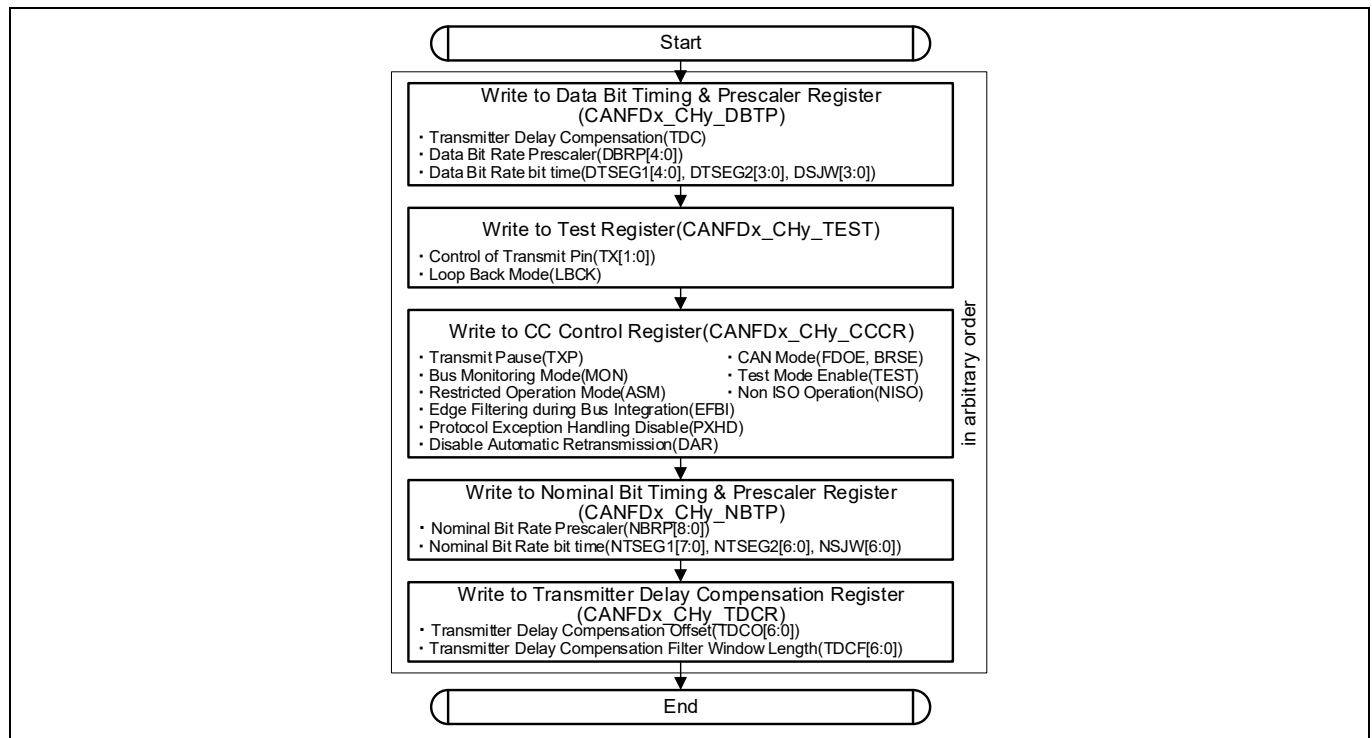 Start
Write to Data Bit Timing & Prescaler Register
(CANFDx_CHy_DBTP)
・Transmitter Delay Compensation(TDC)
・Data Bit Rate Prescaler(DBRP[4:0])
・Data Bit Rate bit time(DTSEG1[4:0], DTSEG2[3:0], DSJW[3:0])
Write to Test Register(CANFDx_CHy_TEST)
・Control of Transmit Pin(TX[1:0])
・Loop Back Mode(LBCK)
Write to CC Control Register(CANFDx_CHy_CCCR)
・Transmit Pause(TXP)
・Bus Monitoring Mode(MON)
・Restricted Operation Mode(ASM)
・Edge Filtering during Bus Integration(EFBI)
・Protocol Exception Handling Disable(PXHD)
・Disable Automatic Retransmission(DAR)
・CAN Mode(FDOE, BRSE)
・Test Mode Enable(TEST)
・Non ISO Operation(NISO)
Write to Nominal Bit Timing & Prescaler Register
(CANFDx_CHy_NBTP)
・Nominal Bit Rate Prescaler(NBRP[8:0])
・Nominal Bit Rate bit time(NTSEG1[7:0], NTSEG2[6:0], NSJW[6:0])
Write to Transmitter Delay Compensation Register
(CANFDx_CHy_TDCR)
・Transmitter Delay Compensation Offset(TDCO[6:0])
・Transmitter Delay Compensation Filter Window Length(TDCF[6:0])
in arbitrary order
End